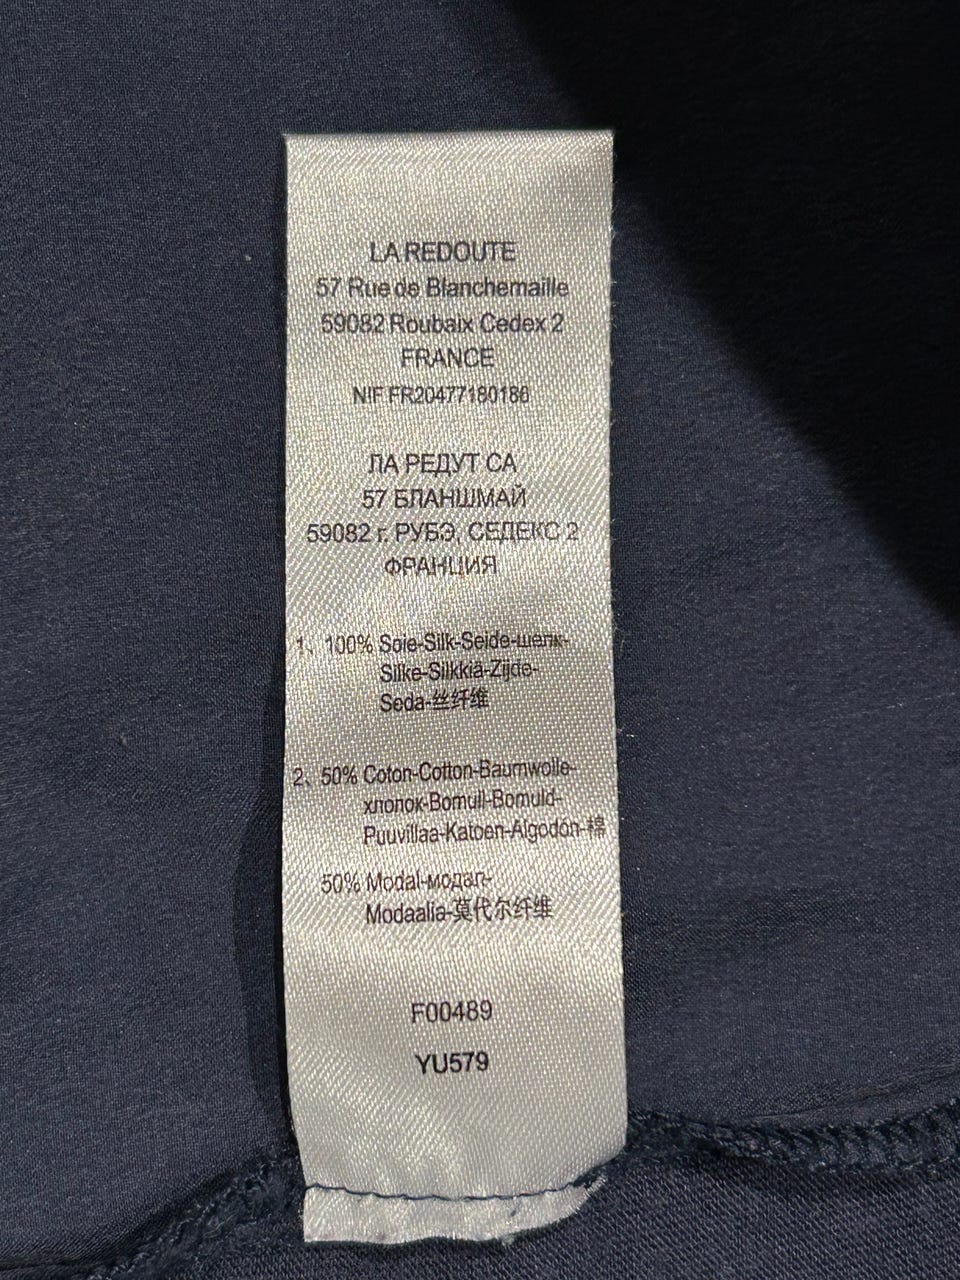 LA REDOUTE
57 Rue de Blanchemaille
59082 Roubaix Cedex 2
FRANCE
NIF FR20477180186
ЛА РЕДУТ СА
57 БЛАНШМАЙ
59082 г. РУБЭ, СЕДЕКС 2
ФРАНЦИЯ
1、100% Soie-Silk-Seide-шелк-
Silke-Silkkiä-Zijde-
Seda-丝纤维
2、50% Coton-Cotton-Baumwolle-
хлопок-Bomull-Bomuld-
Puuvillaa-Katoen-Algodón-棉
50% Modal-модал-
Modaalia-莫代尔纤维
F00489
YU579